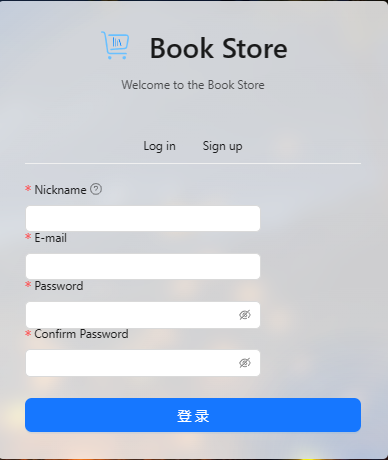 Book Store
Welcome to the Book Store
Log in Sign up
* Nickname
* E-mail
* Password
* Confirm Password
登录